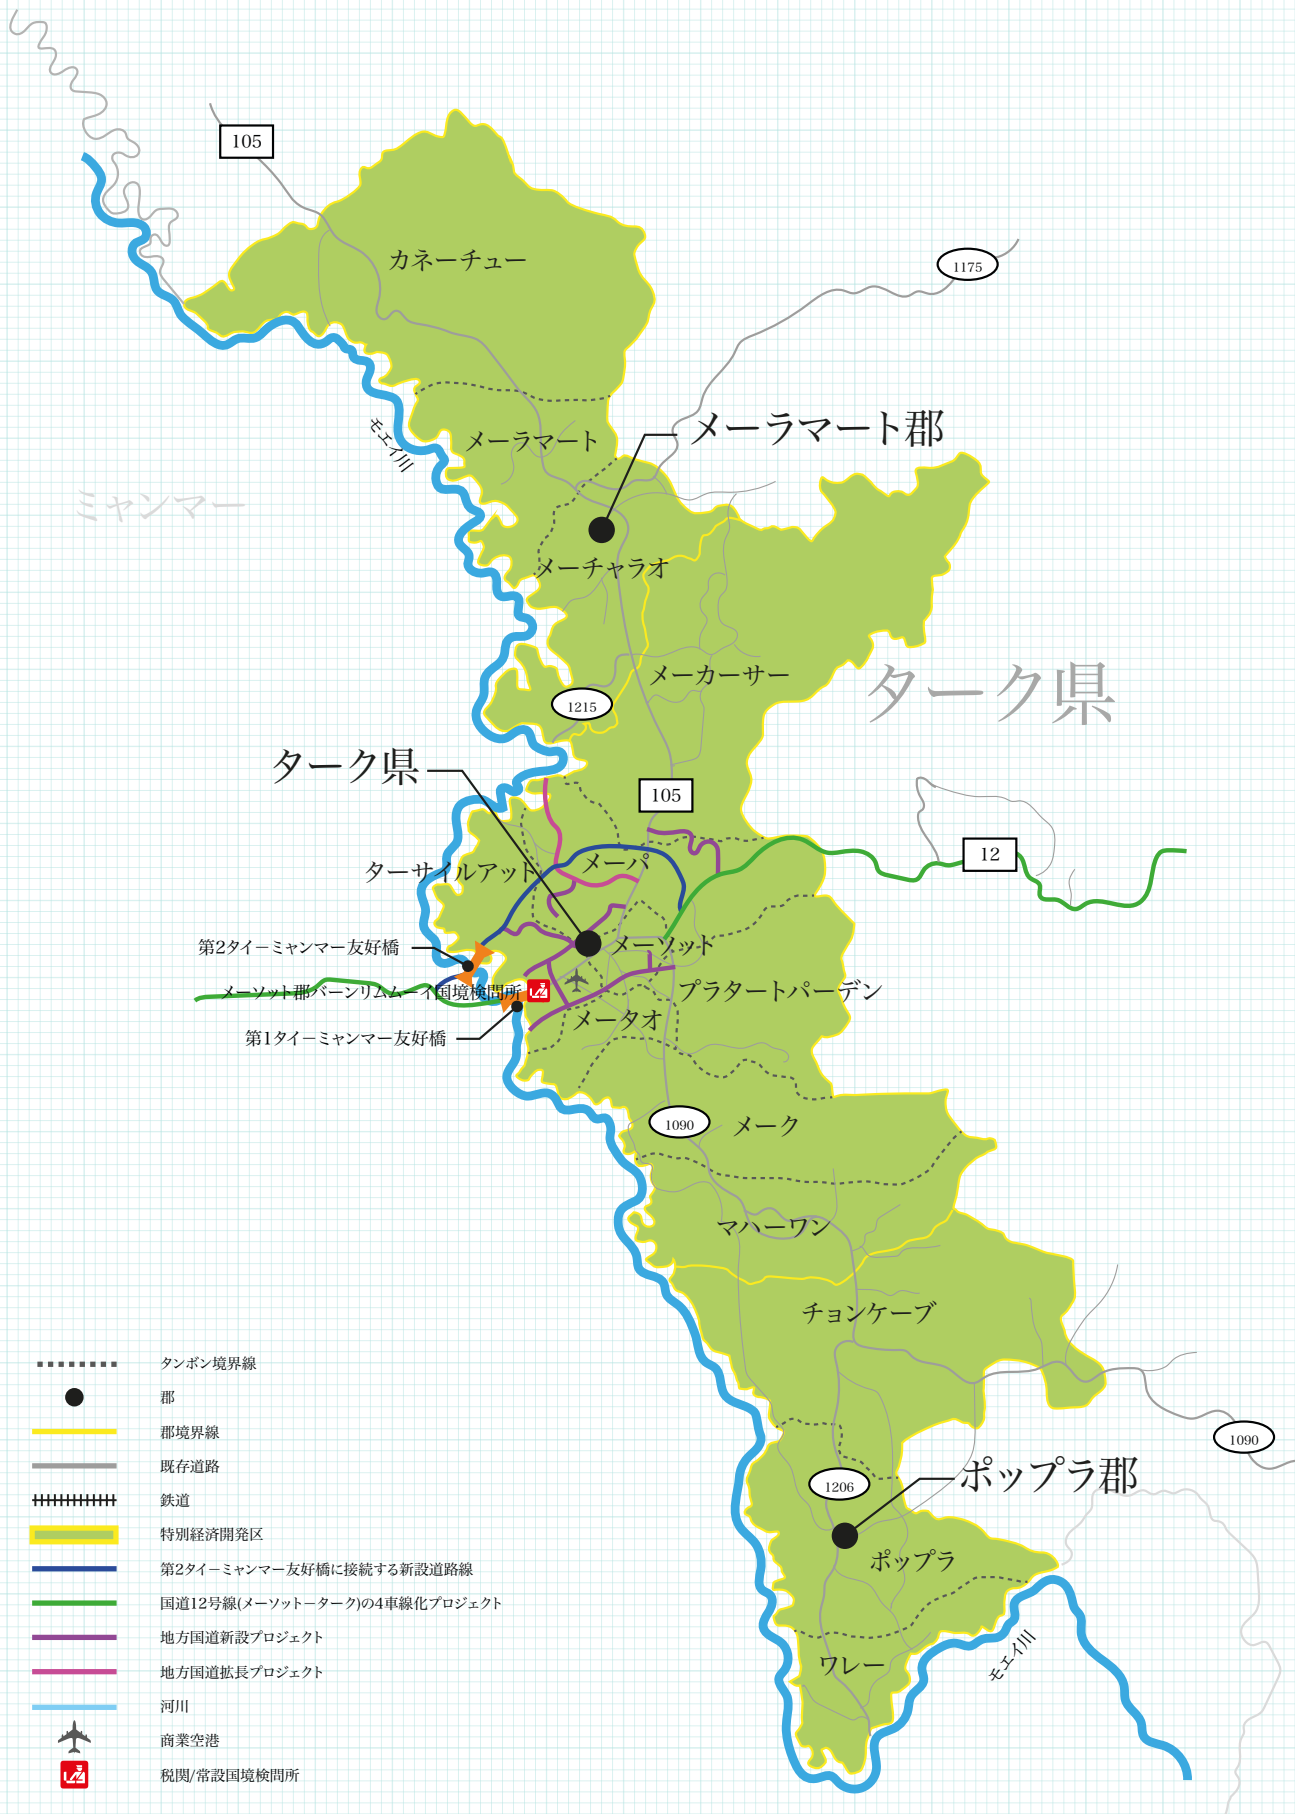 105
カネーチュー
1175
メーラマート郡
モエイ川
メーラマート
ミャンマー
メーチャラオ
メーカーサー
ターク県
1215
ターク県
105
メーパ
ターサイルアット
12
第2タイ－ミャンマー友好橋
メーソット
メーソット郡バーンリムムーイ国境検問所
プラタートパーデン
メータオ
第1タイ－ミャンマー友好橋
1090
メーク
マハーワン
チョンケーブ
1090
ポップラ郡
1206
ポップラ
モエイ川
ワレー
タンボン境界線
郡
郡境界線
既存道路
鉄道
特別経済開発区
第2タイ－ミャンマー友好橋に接続する新設道路線
国道12号線(メーソット－ターク)の4車線化プロジェクト
地方国道新設プロジェクト
地方国道拡長プロジェクト
河川
商業空港
税関/常設国境検問所